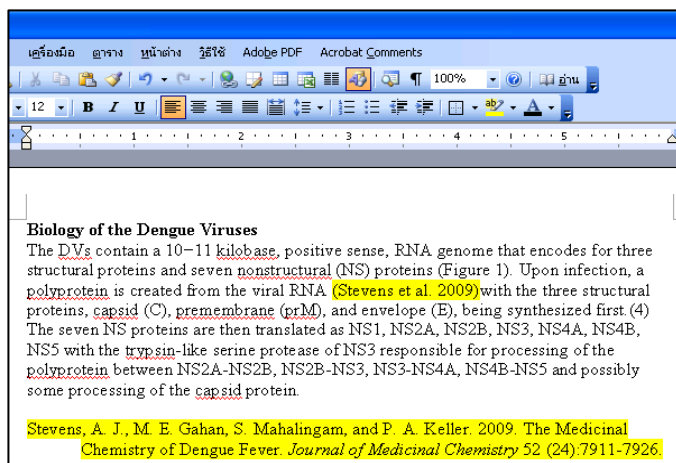 เครื่องมือ ตาราง หน้าต่าง วิธีใช้ Adobe PDF Acrobat Comments
100% อ่าน
12 B I U A
1 2 3 4 5
Biology of the Dengue Viruses
The DVs contain a 10−11 kilobase, positive sense, RNA genome that encodes for three
structural proteins and seven nonstructural (NS) proteins (Figure 1). Upon infection, a
polyprotein is created from the viral RNA (Stevens et al. 2009)with the three structural
proteins, capsid (C), premembrane (prM), and envelope (E), being synthesized first.(4)
The seven NS proteins are then translated as NS1, NS2A, NS2B, NS3, NS4A, NS4B,
NS5 with the trypsin-like serine protease of NS3 responsible for processing of the
polyprotein between NS2A-NS2B, NS2B-NS3, NS3-NS4A, NS4B-NS5 and possibly
some processing of the capsid protein.
Stevens, A. J., M. E. Gahan, S. Mahalingam, and P. A. Keller. 2009. The Medicinal
Chemistry of Dengue Fever. Journal of Medicinal Chemistry 52 (24):7911-7926.